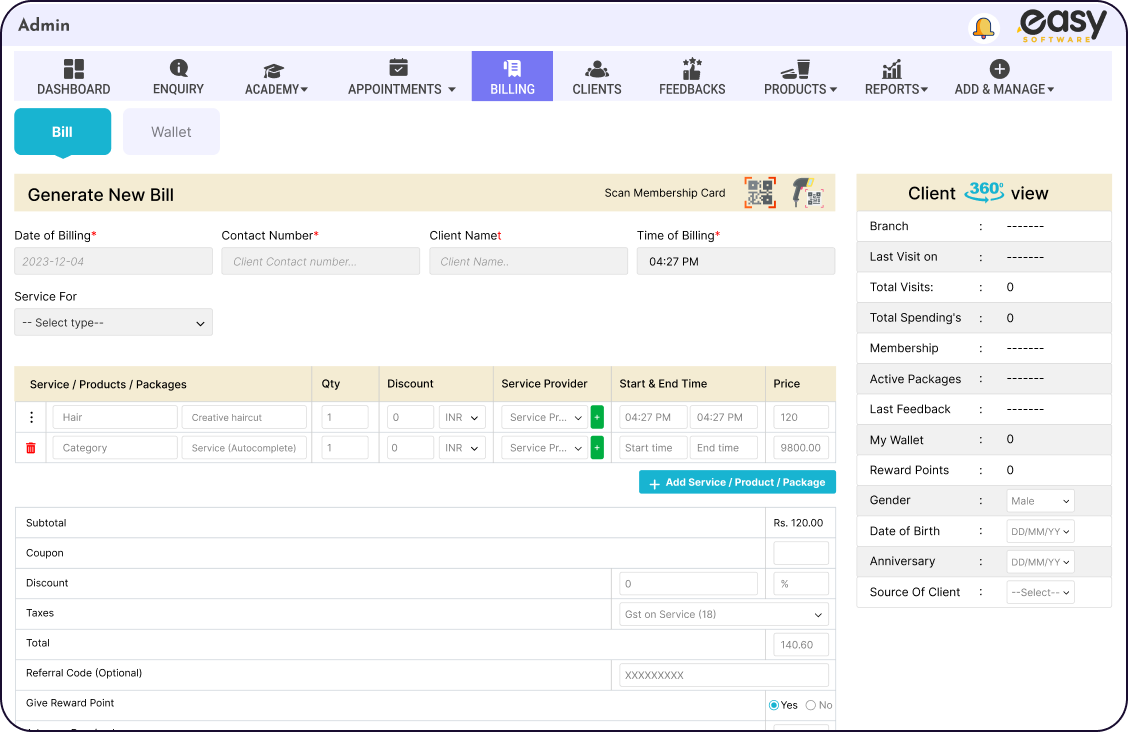 Admin
easy
SOFTWARE
DASHBOARD
ENQUIRY
ACADEMY
APPOINTMENTS
BILLING
CLIENTS
FEEDBACKS
PRODUCTS
REPORTS
ADD & MANAGE
Bill
Wallet
Generate New Bill
Scan Membership Card
Date of Billing*
Contact Number*
Client Namet
Time of Billing*
2023-12-04
Client Contact number...
Client Name..
04:27 PM
Service For
-- Select type--
Service / Products / Packages Qty Discount Service Provider Start & End Time Price
Hair Creative haircut 1 0 INR Service Pr... + 04:27 PM 04:27 PM 120
Category Service (Autocomplete) 1 0 INR Service Pr... + Start time End time 9800.00
+ Add Service / Product / Package
Subtotal Rs. 120.00
Coupon
Discount 0 %
Taxes Gst on Service (18)
Total 140.60
Referral Code (Optional) XXXXXXXXX
Give Reward Point Yes No
Client 360° view
Branch : -------
Last Visit on : -------
Total Visits: : 0
Total Spending's : 0
Membership : -------
Active Packages : -------
Last Feedback : -------
My Wallet : 0
Reward Points : 0
Gender : Male
Date of Birth : DD/MM/YY
Anniversary : DD/MM/YY
Source Of Client : --Select--